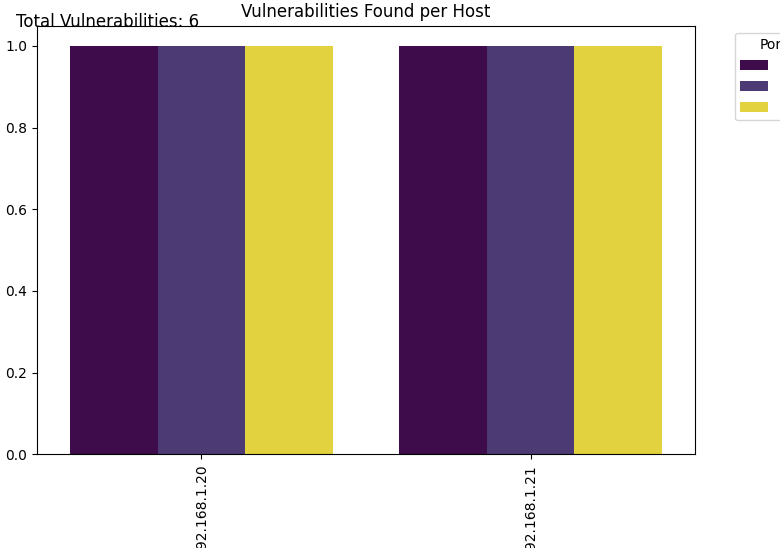 Total Vulnerabilities: 6
Vulnerabilities Found per Host
Por
1.0
0.8
0.6
0.4
0.2
0.0
92.168.1.20
92.168.1.21